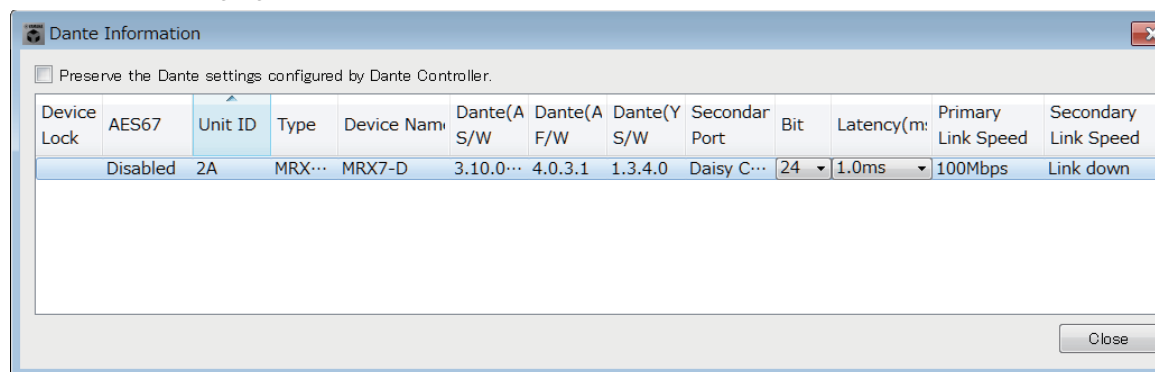 Dante Information
Preserve the Dante settings configured by Dante Controller.
Device Lock AES67 Unit ID Type Device Nam Dante(A S/W Dante(A F/W Dante(Y S/W Secondar Port Bit Latency(m Primary Link Speed Secondary Link Speed
Disabled 2A MRX… MRX7-D 3.10.0… 4.0.3.1 1.3.4.0 Daisy C… 24 1.0ms 100Mbps Link down
Close